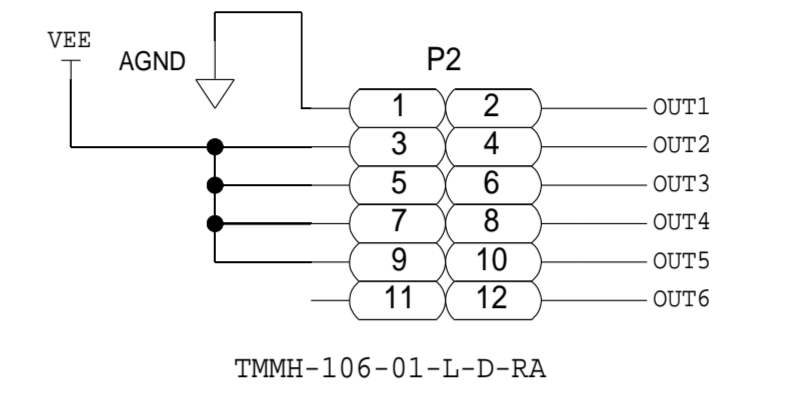 VEE
AGND
P2
1 2 OUT1
3 4 OUT2
5 6 OUT3
7 8 OUT4
9 10 OUT5
11 12 OUT6
TMMH-106-01-L-D-RA